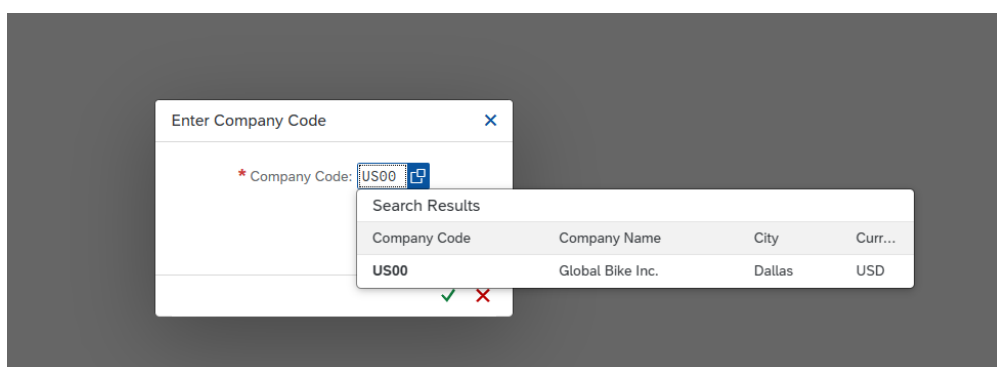 Enter Company Code
* Company Code: US00
Search Results
Company Code Company Name City Curr...
US00 Global Bike Inc. Dallas USD